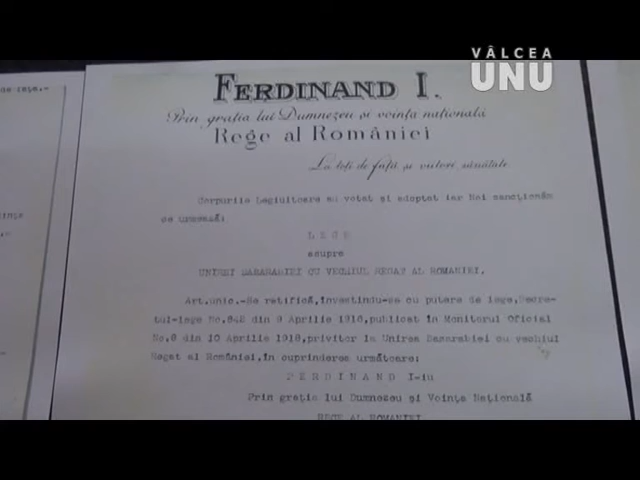 VÂLCEA
UNU
FERDINAND I.
Prin grația lui Dumnezeu și voința națională
Rege al României
La toți de față și viitori, sănătate
Corpurile Legiuitoare au votat și adoptat iar Noi sancționăm
ce urmează:
LEGE
asupra
UNIREI BASARABIEI CU VECHIUL REGAT AL ROMANIEI.
Art.unic.-Se ratifică, investindu-se cu putere de lege, Decre-
tul-lege No.842 din 9 Aprilie 1918, publicat în Monitorul Oficial
No.8 din 10 Aprilie 1918, privitor la Unirea Basarabiei cu vechiul
Regat al României, în cuprinderea următoare:
FERDINAND I-iu
Prin grația lui Dumnezeu și Voința Națională
REGE AL ROMANIEI